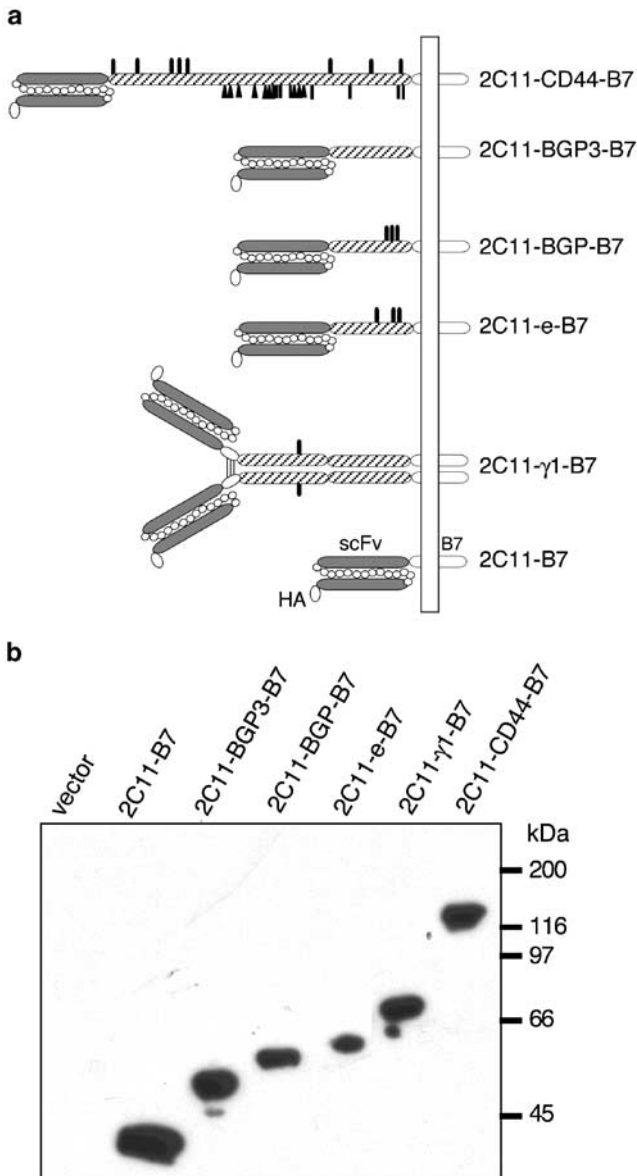 a
2C11-CD44-B7
2C11-BGP3-B7
2C11-BGP-B7
2C11-e-B7
2C11-γ1-B7
scFv
B7
2C11-B7
HA
b
vector
2C11-B7
2C11-BGP3-B7
2C11-BGP-B7
2C11-e-B7
2C11-γ1-B7
2C11-CD44-B7
kDa
200
116
97
66
45